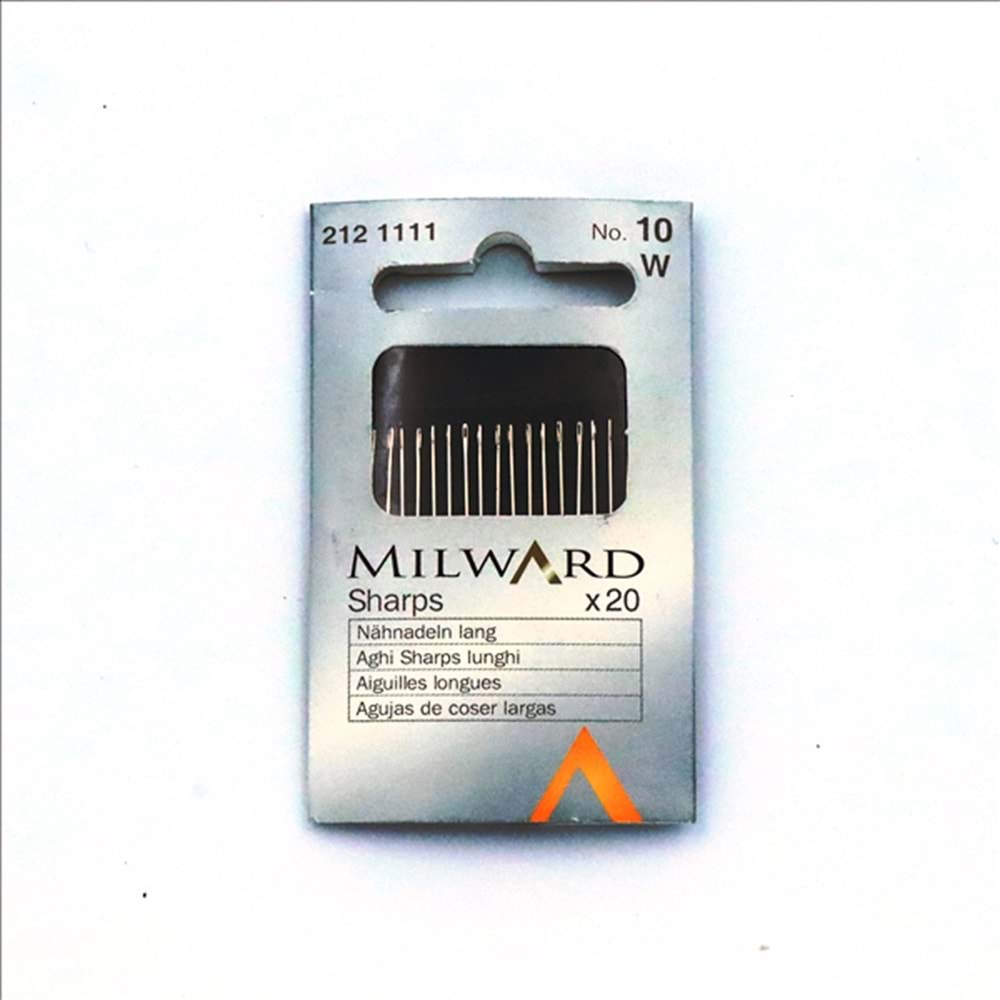 212 1111
No. 10
W
MILWARD
Sharps x20
Nähnadeln lang
Aghi Sharps lunghi
Aiguilles longues
Agujas de coser largas